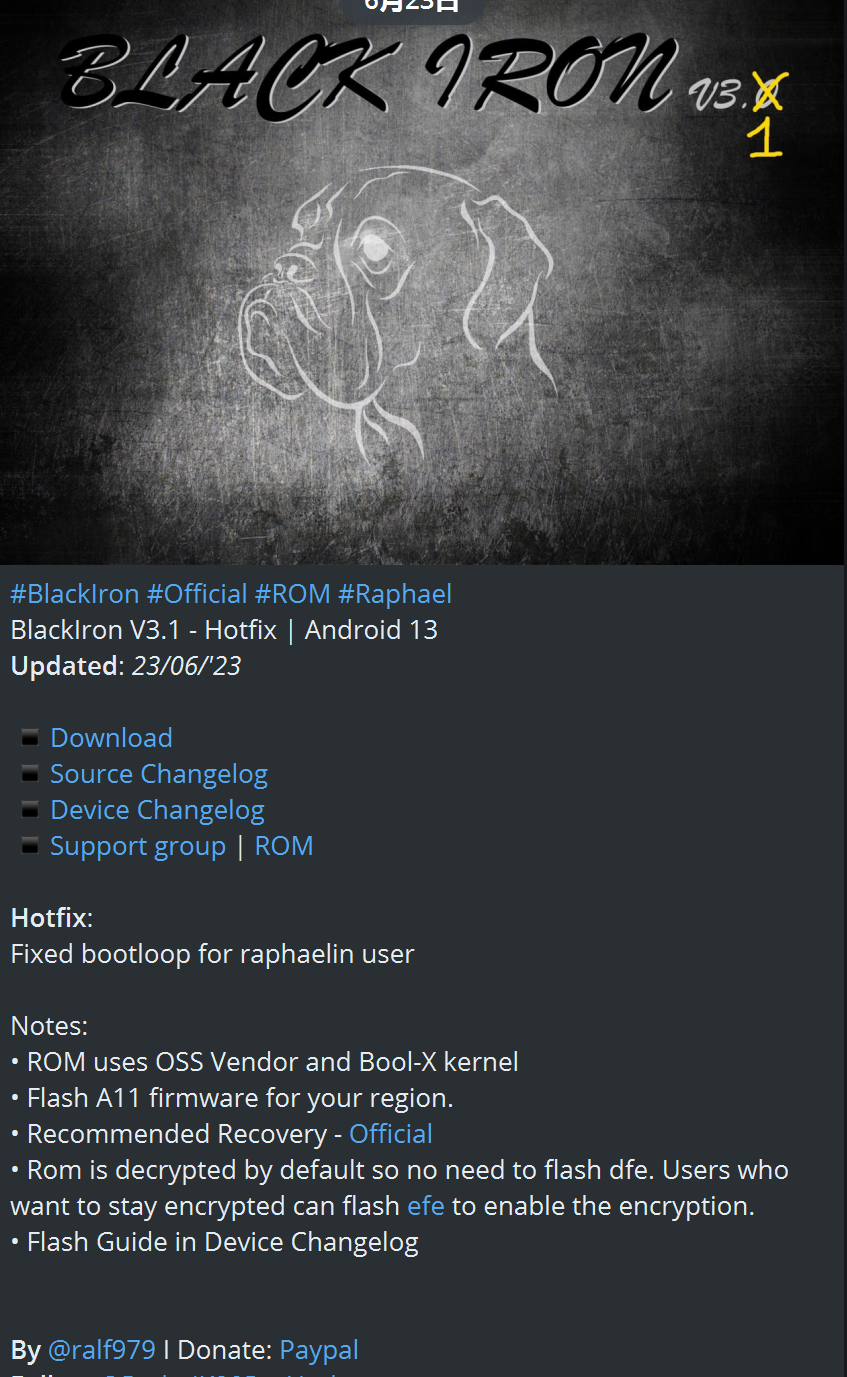 6月23日
BLACK IRON V3.0
1
#BlackIron #Official #ROM #Raphael
BlackIron V3.1 - Hotfix | Android 13
Updated: 23/06/'23
Download
Source Changelog
Device Changelog
Support group | ROM
Hotfix:
Fixed bootloop for raphaelin user
Notes:
• ROM uses OSS Vendor and Bool-X kernel
• Flash A11 firmware for your region.
• Recommended Recovery - Official
• Rom is decrypted by default so no need to flash dfe. Users who
want to stay encrypted can flash efe to enable the encryption.
• Flash Guide in Device Changelog
By @ralf979 I Donate: Paypal